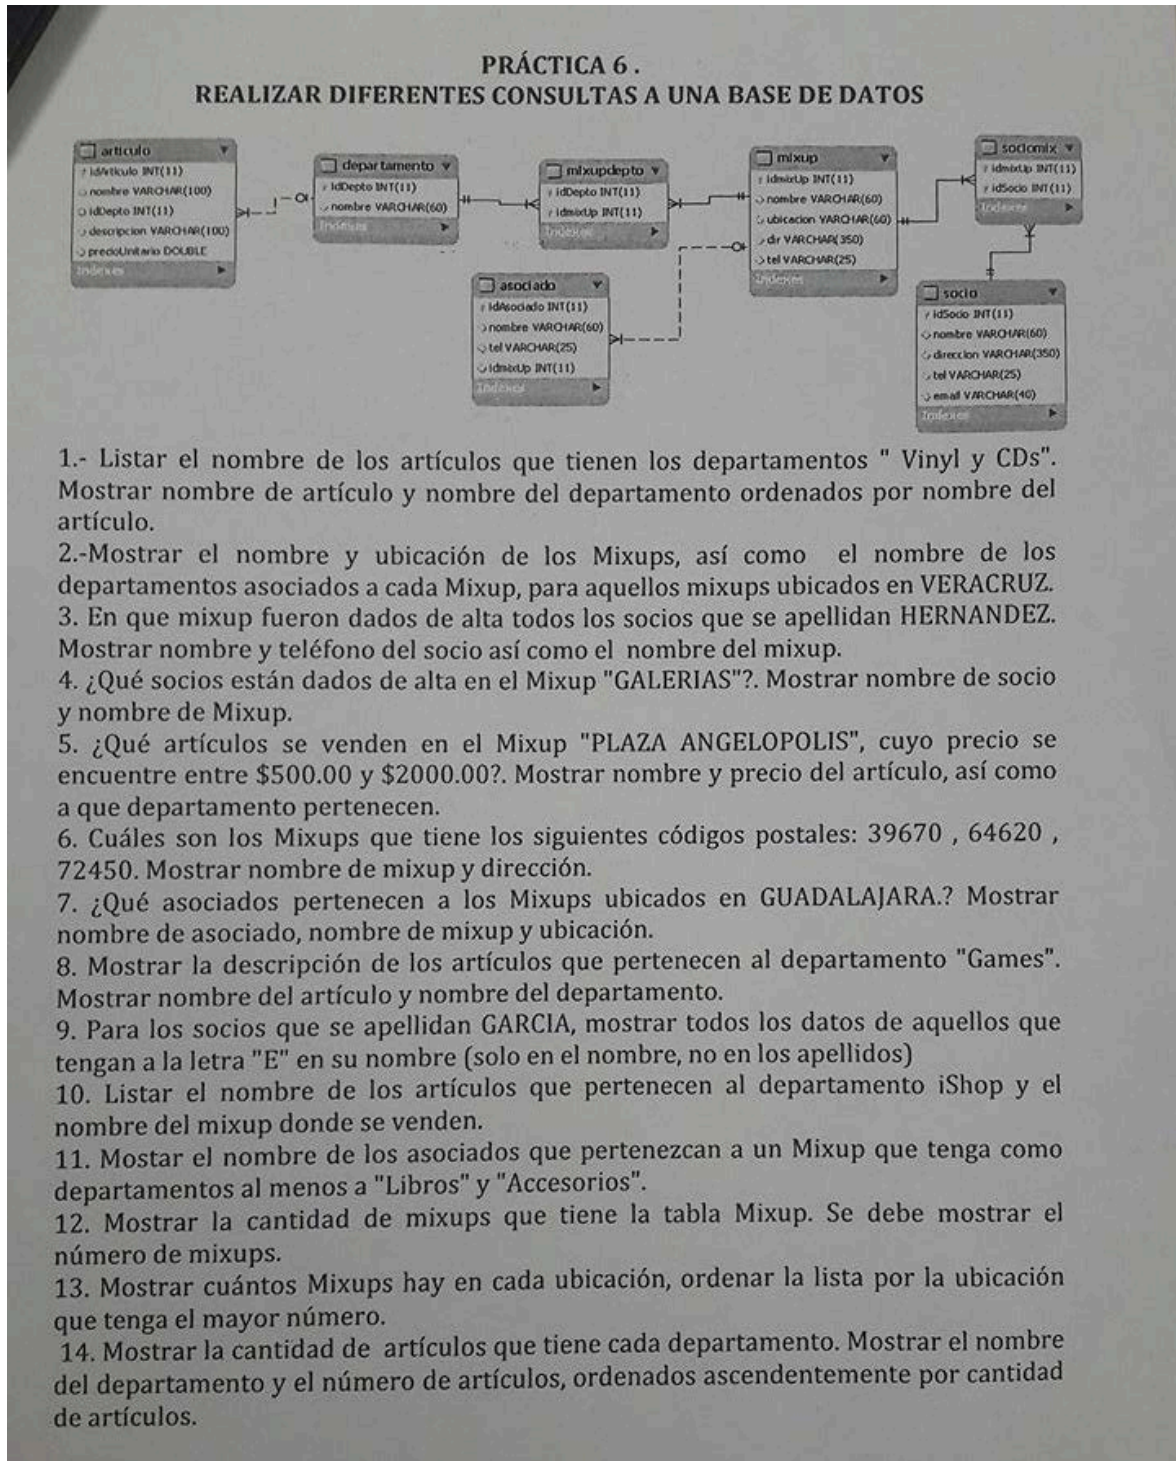 PRÁCTICA 6 .
REALIZAR DIFERENTES CONSULTAS A UNA BASE DE DATOS
articulo
idArticulo INT(11)
nombre VARCHAR(100)
idDepto INT(11)
descripcion VARCHAR(100)
precioUnitario DOUBLE
Indexes
departamento
idDepto INT(11)
nombre VARCHAR(60)
Indexes
mixupdepto
idDepto INT(11)
idmixUp INT(11)
Indexes
mixup
idmixUp INT(11)
nombre VARCHAR(60)
ubicacion VARCHAR(60)
dir VARCHAR(350)
tel VARCHAR(25)
Indexes
sociomix
idmixUp INT(11)
idSocio INT(11)
Indexes
asociado
idAsociado INT(11)
nombre VARCHAR(60)
tel VARCHAR(25)
idmixUp INT(11)
Indexes
socio
idSocio INT(11)
nombre VARCHAR(60)
direccion VARCHAR(350)
tel VARCHAR(25)
email VARCHAR(40)
Indexes
1.- Listar el nombre de los artículos que tienen los departamentos " Vinyl y CDs".
Mostrar nombre de artículo y nombre del departamento ordenados por nombre del
artículo.
2.-Mostrar el nombre y ubicación de los Mixups, así como el nombre de los
departamentos asociados a cada Mixup, para aquellos mixups ubicados en VERACRUZ.
3. En que mixup fueron dados de alta todos los socios que se apellidan HERNANDEZ.
Mostrar nombre y teléfono del socio así como el nombre del mixup.
4. ¿Qué socios están dados de alta en el Mixup "GALERIAS"?. Mostrar nombre de socio
y nombre de Mixup.
5. ¿Qué artículos se venden en el Mixup "PLAZA ANGELOPOLIS", cuyo precio se
encuentre entre $500.00 y $2000.00?. Mostrar nombre y precio del artículo, así como
a que departamento pertenecen.
6. Cuáles son los Mixups que tiene los siguientes códigos postales: 39670 , 64620 ,
72450. Mostrar nombre de mixup y dirección.
7. ¿Qué asociados pertenecen a los Mixups ubicados en GUADALAJARA.? Mostrar
nombre de asociado, nombre de mixup y ubicación.
8. Mostrar la descripción de los artículos que pertenecen al departamento "Games".
Mostrar nombre del artículo y nombre del departamento.
9. Para los socios que se apellidan GARCIA, mostrar todos los datos de aquellos que
tengan a la letra "E" en su nombre (solo en el nombre, no en los apellidos)
10. Listar el nombre de los artículos que pertenecen al departamento iShop y el
nombre del mixup donde se venden.
11. Mostar el nombre de los asociados que pertenezcan a un Mixup que tenga como
departamentos al menos a "Libros" y "Accesorios".
12. Mostrar la cantidad de mixups que tiene la tabla Mixup. Se debe mostrar el
número de mixups.
13. Mostrar cuántos Mixups hay en cada ubicación, ordenar la lista por la ubicación
que tenga el mayor número.
14. Mostrar la cantidad de artículos que tiene cada departamento. Mostrar el nombre
del departamento y el número de artículos, ordenados ascendentemente por cantidad
de artículos.